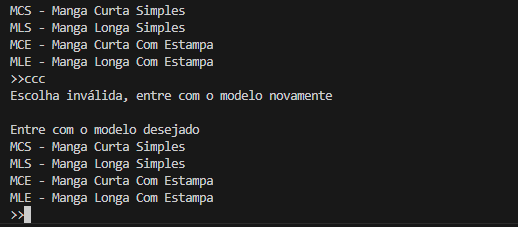 MCS - Manga Curta Simples
MLS - Manga Longa Simples
MCE - Manga Curta Com Estampa
MLE - Manga Longa Com Estampa
>>ccc
Escolha inválida, entre com o modelo novamente

Entre com o modelo desejado
MCS - Manga Curta Simples
MLS - Manga Longa Simples
MCE - Manga Curta Com Estampa
MLE - Manga Longa Com Estampa
>>